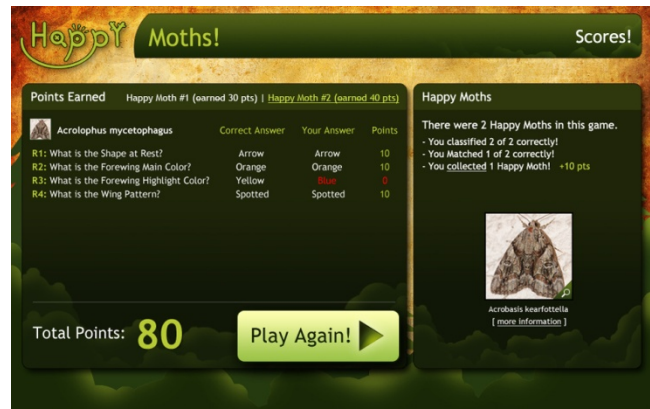 Happy Moths! Scores!
Points Earned Happy Moth #1 (earned 30 pts) | Happy Moth #2 (earned 40 pts)
Acrolophus mycetophagus Correct Answer Your Answer Points
R1: What is the Shape at Rest? Arrow Arrow 10
R2: What is the Forewing Main Color? Orange Orange 10
R3: What is the Forewing Highlight Color? Yellow Blue 0
R4: What is the Wing Pattern? Spotted Spotted 10
Total Points: 80
Play Again!
Happy Moths
There were 2 Happy Moths in this game.
- You classified 2 of 2 correctly!
- You Matched 1 of 2 correctly!
- You collected 1 Happy Moth! +10 pts
Acrobasis kearfottella
[ more information ]